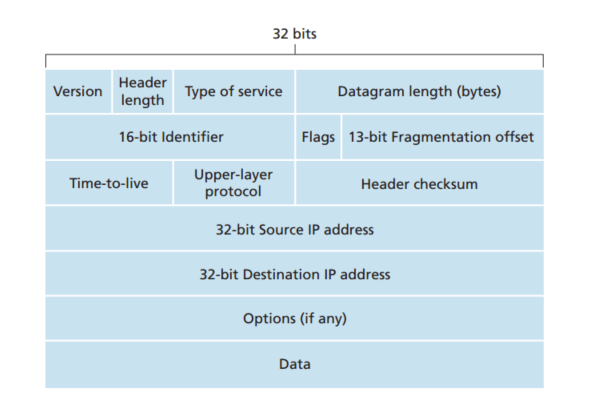 32 bits
Version
Header
length
Type of service
Datagram length (bytes)
16-bit Identifier
Flags
13-bit Fragmentation offset
Time-to-live
Upper-layer
protocol
Header checksum
32-bit Source IP address
32-bit Destination IP address
Options (if any)
Data